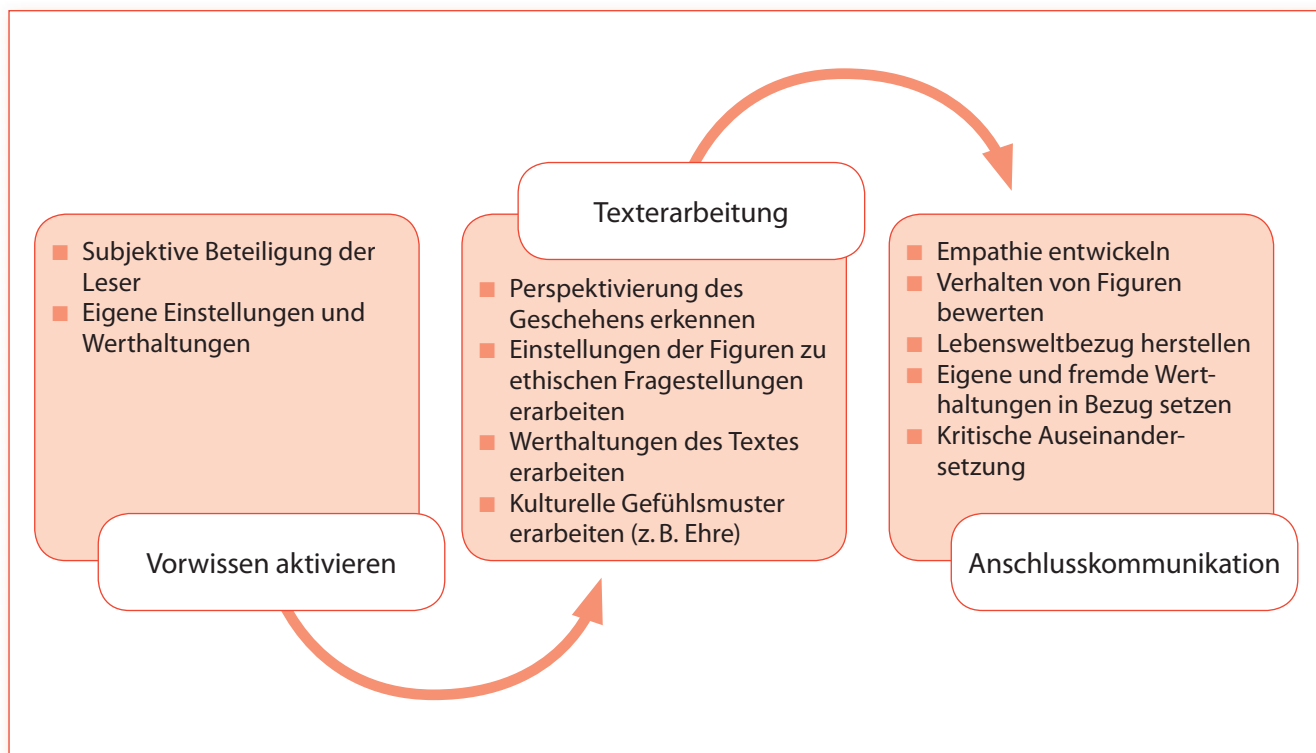 Subjektive Beteiligung der
Leser
Eigene Einstellungen und
Werthaltungen
Vorwissen aktivieren
Texterarbeitung
Perspektivierung des
Geschehens erkennen
Einstellungen der Figuren zu
ethischen Fragestellungen
erarbeiten
Werthaltungen des Textes
erarbeiten
Kulturelle Gefühlsmuster
erarbeiten (z. B. Ehre)
Empathie entwickeln
Verhalten von Figuren
bewerten
Lebensweltbezug herstellen
Eigene und fremde Wert-
haltungen in Bezug setzen
Kritische Auseinander-
setzung
Anschlusskommunikation